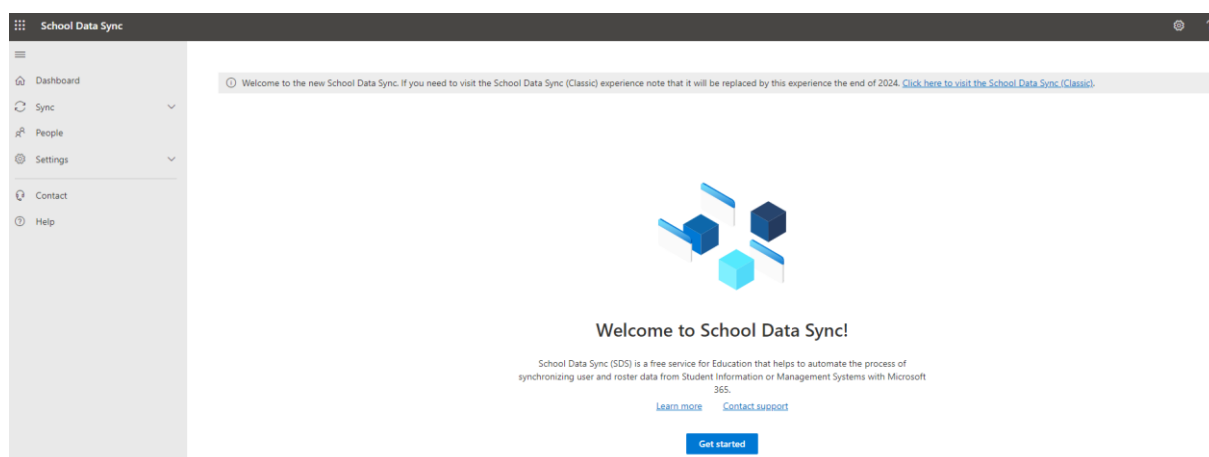 School Data Sync
Dashboard
Sync
People
Settings
Contact
Help
Welcome to the new School Data Sync. If you need to visit the School Data Sync (Classic) experience note that it will be replaced by this experience the end of 2024. Click here to visit the School Data Sync (Classic).
Welcome to School Data Sync!
School Data Sync (SDS) is a free service for Education that helps to automate the process of
synchronizing user and roster data from Student Information or Management Systems with Microsoft
365.
Learn more Contact support
Get started